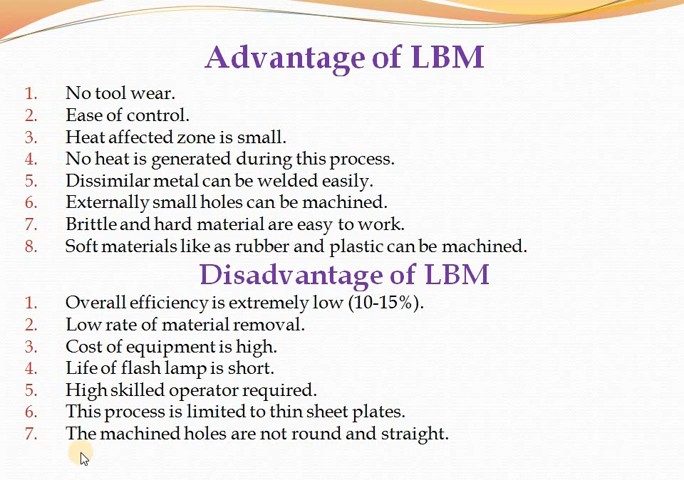 Advantage of LBM
1. No tool wear.
2. Ease of control.
3. Heat affected zone is small.
4. No heat is generated during this process.
5. Dissimilar metal can be welded easily.
6. Externally small holes can be machined.
7. Brittle and hard material are easy to work.
8. Soft materials like as rubber and plastic can be machined.
Disadvantage of LBM
1. Overall efficiency is extremely low (10-15%).
2. Low rate of material removal.
3. Cost of equipment is high.
4. Life of flash lamp is short.
5. High skilled operator required.
6. This process is limited to thin sheet plates.
7. The machined holes are not round and straight.